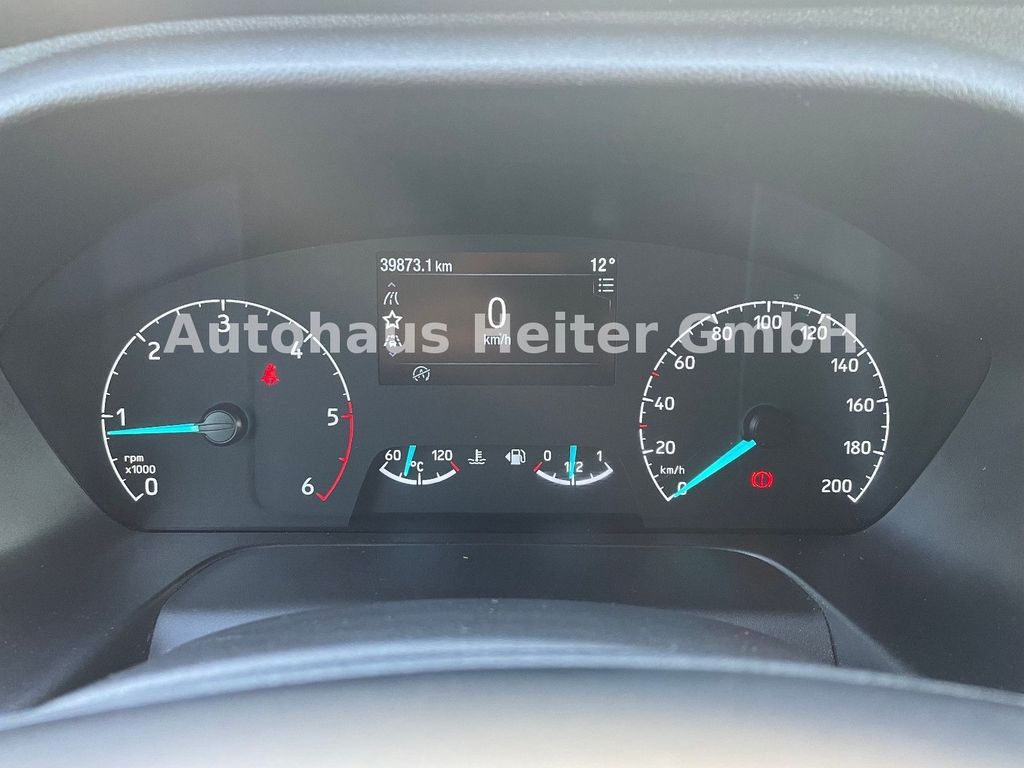 39873.1 km 12°
0
km/h
Autohaus Heiter GmbH
0 1 2 3 4 5 6
rpm
x1000
60 120
°C
0 1/2 1
0 20 40 60 80 100 120 140 160 180 200
km/h